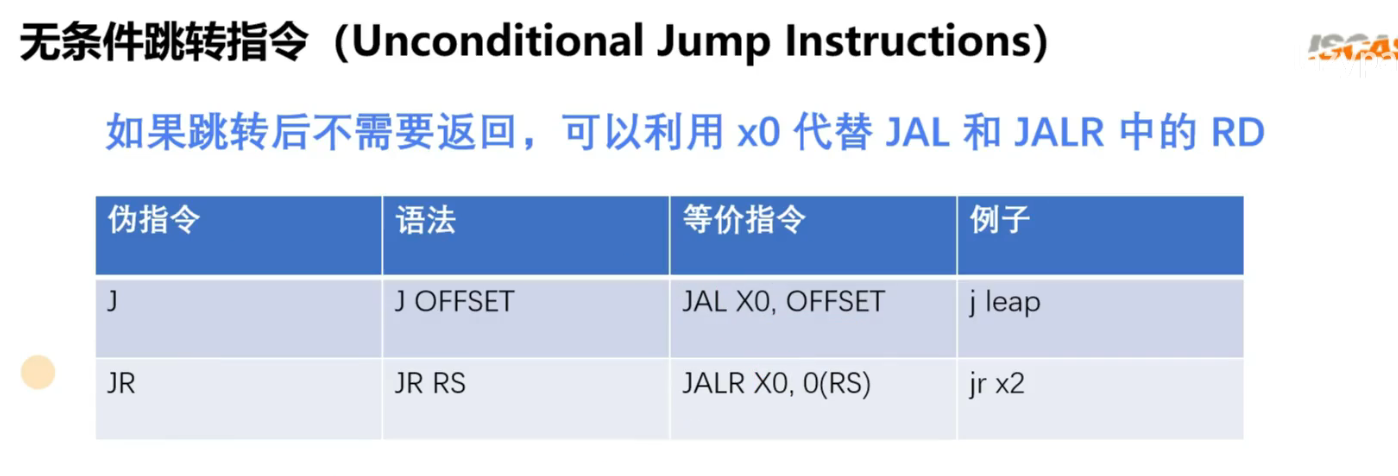 无条件跳转指令（Unconditional Jump Instructions）
如果跳转后不需要返回，可以利用 x0 代替 JAL 和 JALR 中的 RD
伪指令 语法 等价指令 例子
J J OFFSET JAL X0, OFFSET j leap
JR JR RS JALR X0, 0(RS) jr x2